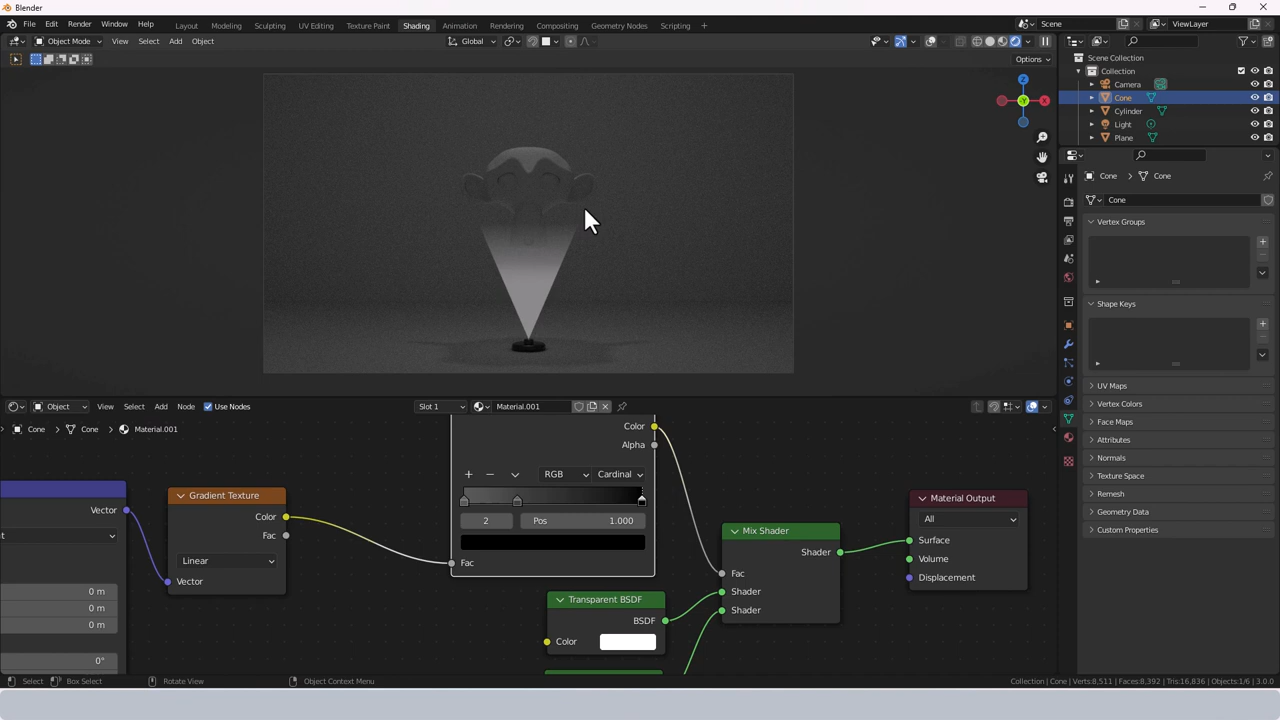 Blender
File Edit Render Window Help Layout Modeling Sculpting UV Editing Texture Paint Shading Animation Rendering Compositing Geometry Nodes Scripting + Scene ViewLayer
Object Mode View Select Add Object Global
Options
Scene Collection
Collection
Camera
Cone
Cylinder
Light
Plane
Z
Y
X
Cone > Cone
Cone
Vertex Groups
Shape Keys
UV Maps
Vertex Colors
Face Maps
Attributes
Normals
Texture Space
Remesh
Geometry Data
Custom Properties
Object View Select Add Node Use Nodes Slot 1 Material.001
Cone > Cone > Material.001
Color
Alpha
+ − RGB Cardinal
2 Pos 1.000
Fac
Vector
0 m
0 m
0 m
0°
Gradient Texture
Color
Fac
Linear
Vector
Transparent BSDF
BSDF
Color
Mix Shader
Shader
Fac
Shader
Shader
Material Output
All
Surface
Volume
Displacement
Select Box Select Rotate View Object Context Menu Collection | Cone | Verts:8,511 | Faces:8,392 | Tris:16,836 | Objects:1/6 | 3.0.0